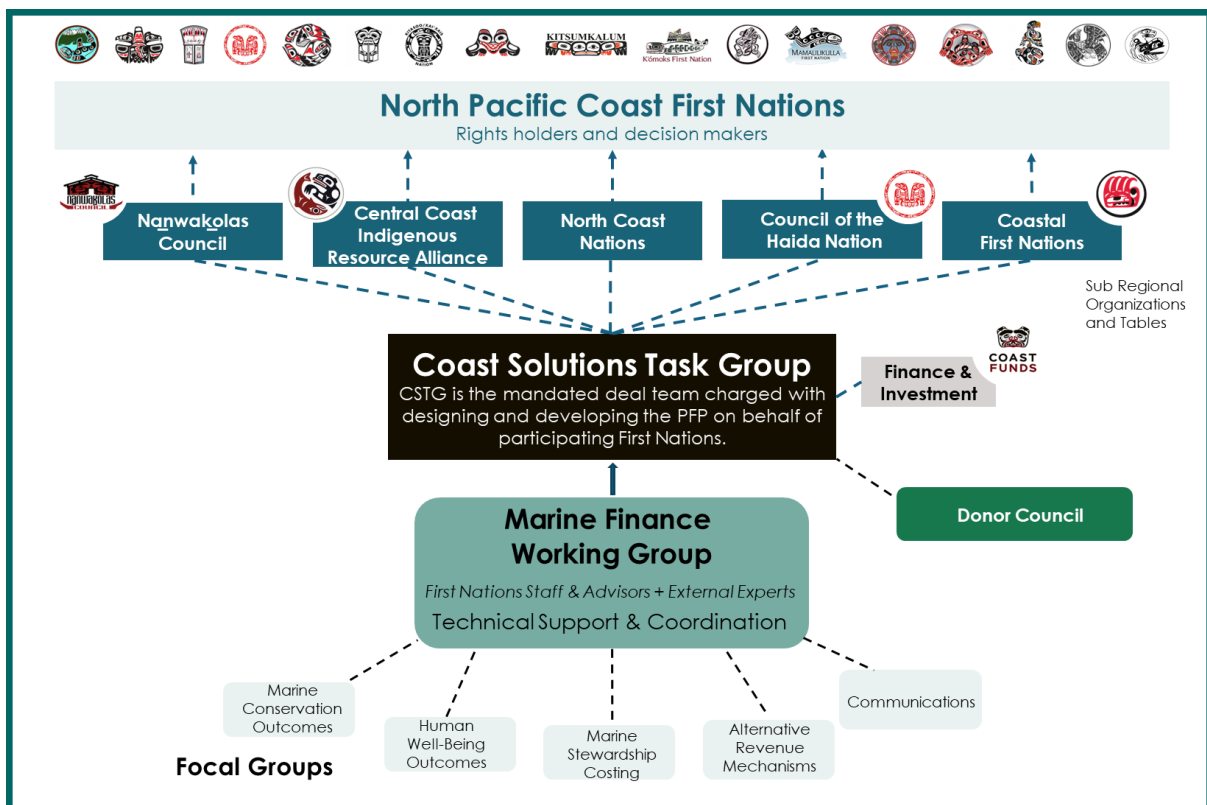 KITSUMKALUM
K'ómoks First Nation
MAMALILIKULLA
FIRST NATION
NATION
North Pacific Coast First Nations
Rights holders and decision makers
NANWAKOLAS
COUNCIL
Nanwakolas
Council
Central Coast
Indigenous
Resource Alliance
North Coast
Nations
Council of the
Haida Nation
Coastal
First Nations
Sub Regional
Organizations
and Tables
Coast Solutions Task Group
CSTG is the mandated deal team charged with
designing and developing the PFP on behalf of
participating First Nations.
COAST
FUNDS
Finance &
Investment
Donor Council
Marine Finance
Working Group
First Nations Staff & Advisors + External Experts
Technical Support & Coordination
Marine
Conservation
Outcomes
Human
Well-Being
Outcomes
Marine
Stewardship
Costing
Alternative
Revenue
Mechanisms
Communications
Focal Groups